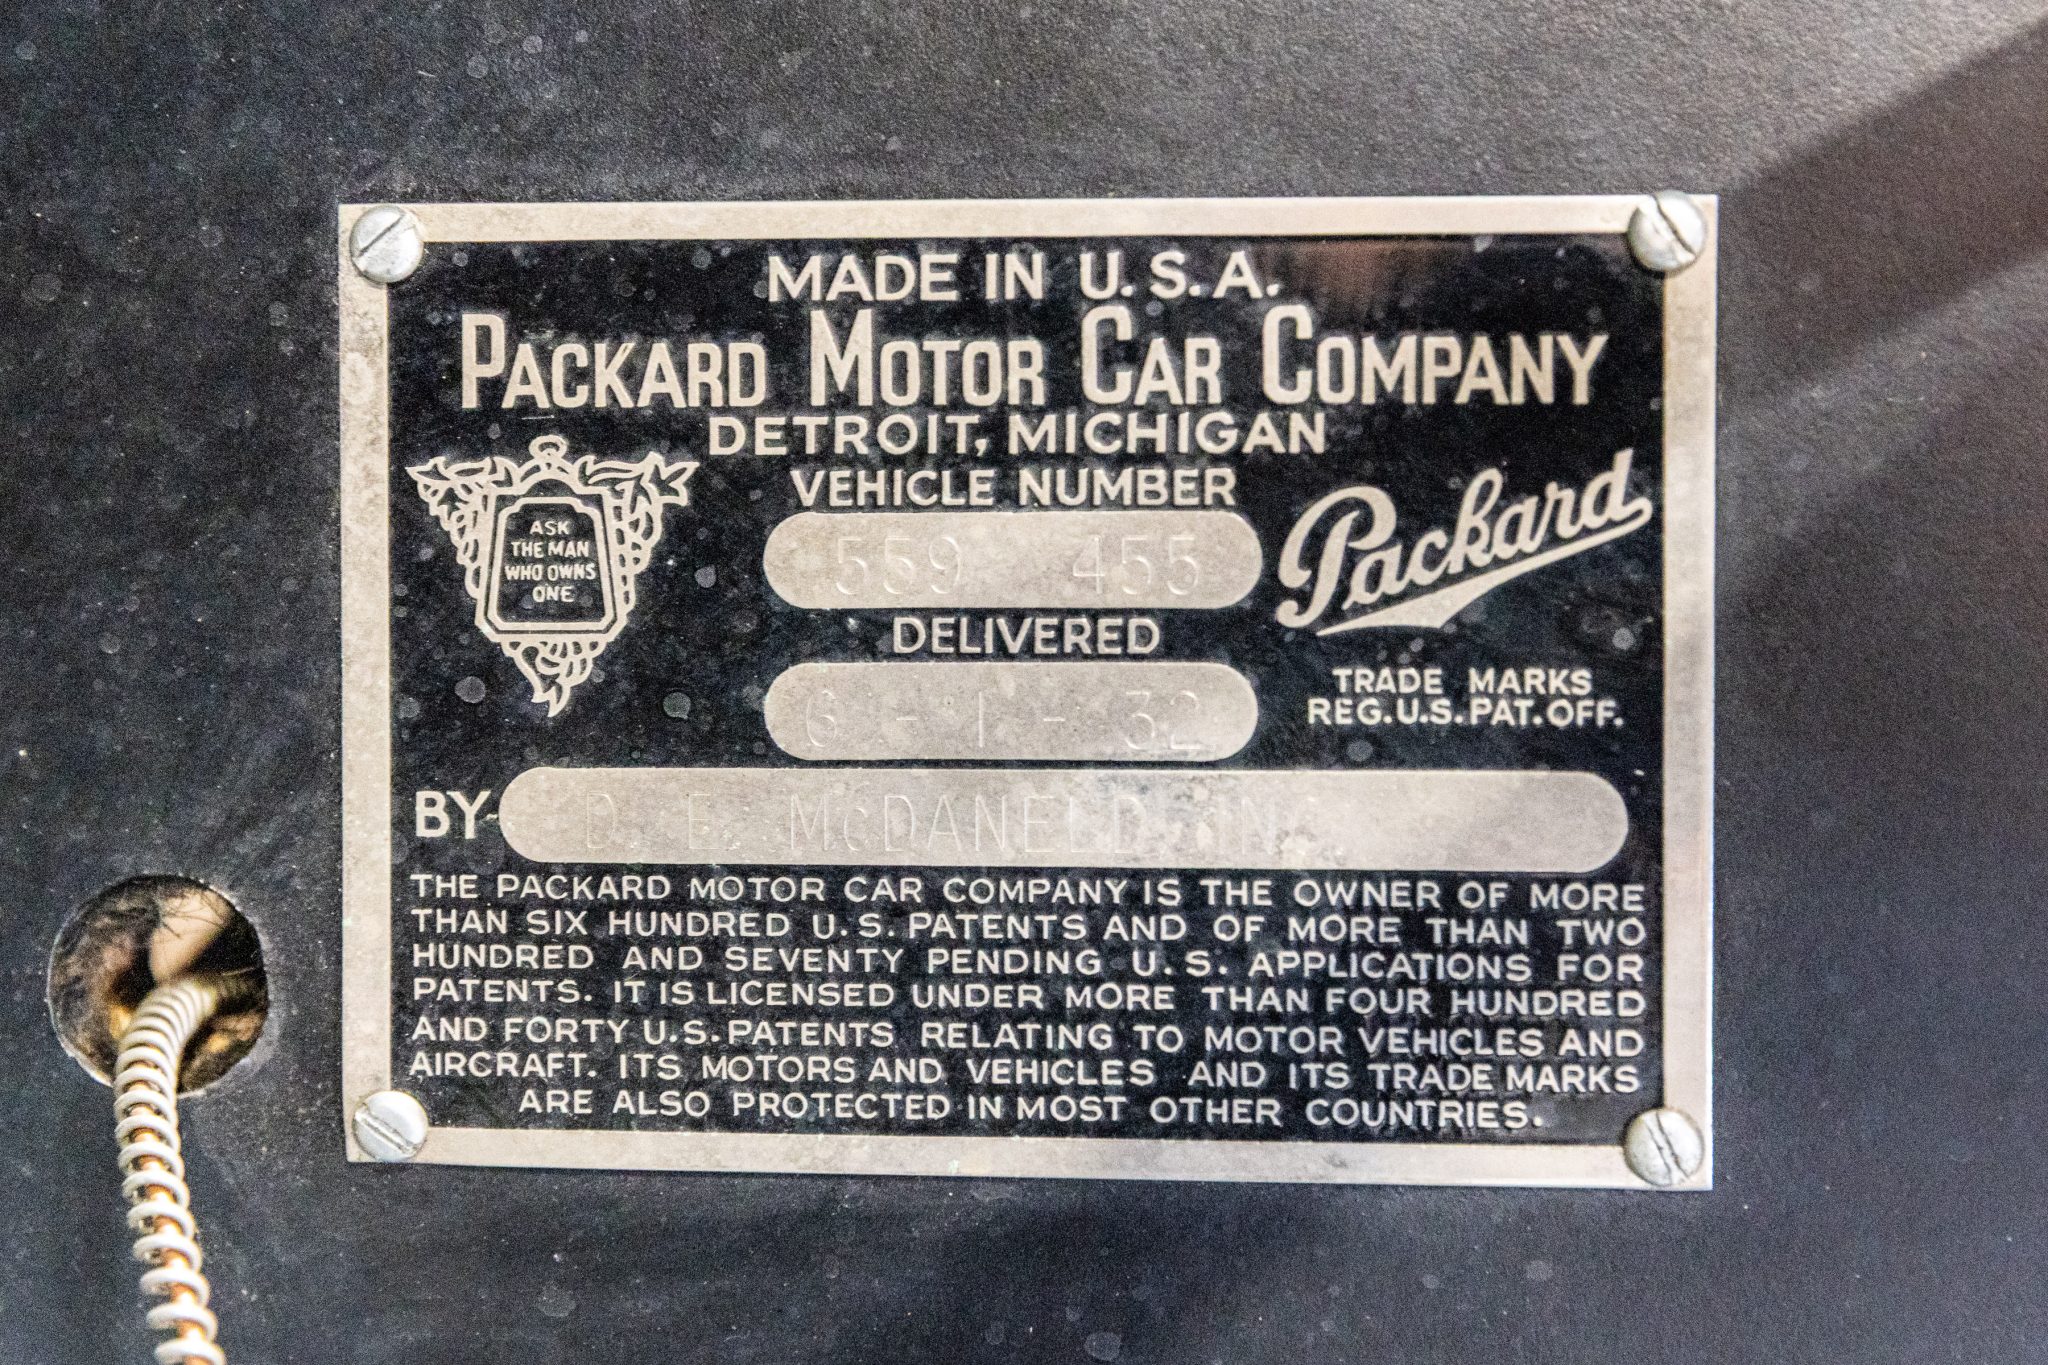 MADE IN U.S.A.
PACKARD MOTOR CAR COMPANY
DETROIT, MICHIGAN
VEHICLE NUMBER
559 455
DELIVERED
6 - 1 - 32
ASK
THE MAN
WHO OWNS
ONE
Packard
TRADE MARKS
REG. U.S. PAT. OFF.
BY D. E. McDANELD, INC
THE PACKARD MOTOR CAR COMPANY IS THE OWNER OF MORE
THAN SIX HUNDRED U.S. PATENTS AND OF MORE THAN TWO
HUNDRED AND SEVENTY PENDING U.S. APPLICATIONS FOR
PATENTS. IT IS LICENSED UNDER MORE THAN FOUR HUNDRED
AND FORTY U.S. PATENTS RELATING TO MOTOR VEHICLES AND
AIRCRAFT. ITS MOTORS AND VEHICLES AND ITS TRADE MARKS
ARE ALSO PROTECTED IN MOST OTHER COUNTRIES.